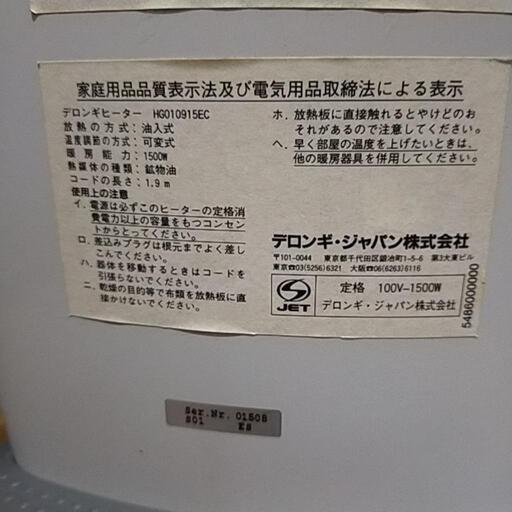 家庭用品品質表示法及び電気用品取締法による表示
デロンギヒーター HG010915EC
放熱の方式：油入式
温度調節の方式：可変式
暖房能力：1500W
熱媒体の種類：鉱物油
コードの長さ：1.9m
使用上の注意
イ．電源は必ずこのヒーターの定格消
費電力以上の容量をもつコンセン
トからとってください。
ロ．差込みプラグは根元までよく差し
こんでください。
ハ．器体を移動するときはコードを
引張らないでください。
ニ．乾燥の目的等で布類を放熱板に直
接かけないでください。
ホ．放熱板に直接触れるとやけどのお
それがあるので注意してください。
ヘ．早く部屋の温度を上げたいときは、
他の暖房器具を併用してください。
デロンギ・ジャパン株式会社
〒101-0044 東京都千代田区鍛冶町1-5-6 第3大東ビル
東京☎03(5256)6321 大阪☎06(6263)6116
JET
定格 100V-1500W
デロンギ・ジャパン株式会社
5486000000
Ser.Nr. 01508
S01 ES